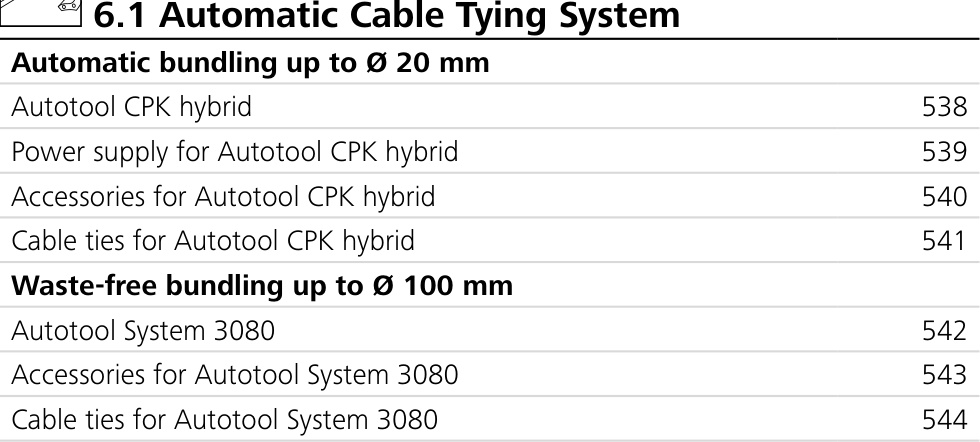 6.1 Automatic Cable Tying System
Automatic bundling up to Ø 20 mm
Autotool CPK hybrid 538
Power supply for Autotool CPK hybrid 539
Accessories for Autotool CPK hybrid 540
Cable ties for Autotool CPK hybrid 541
Waste-free bundling up to Ø 100 mm
Autotool System 3080 542
Accessories for Autotool System 3080 543
Cable ties for Autotool System 3080 544